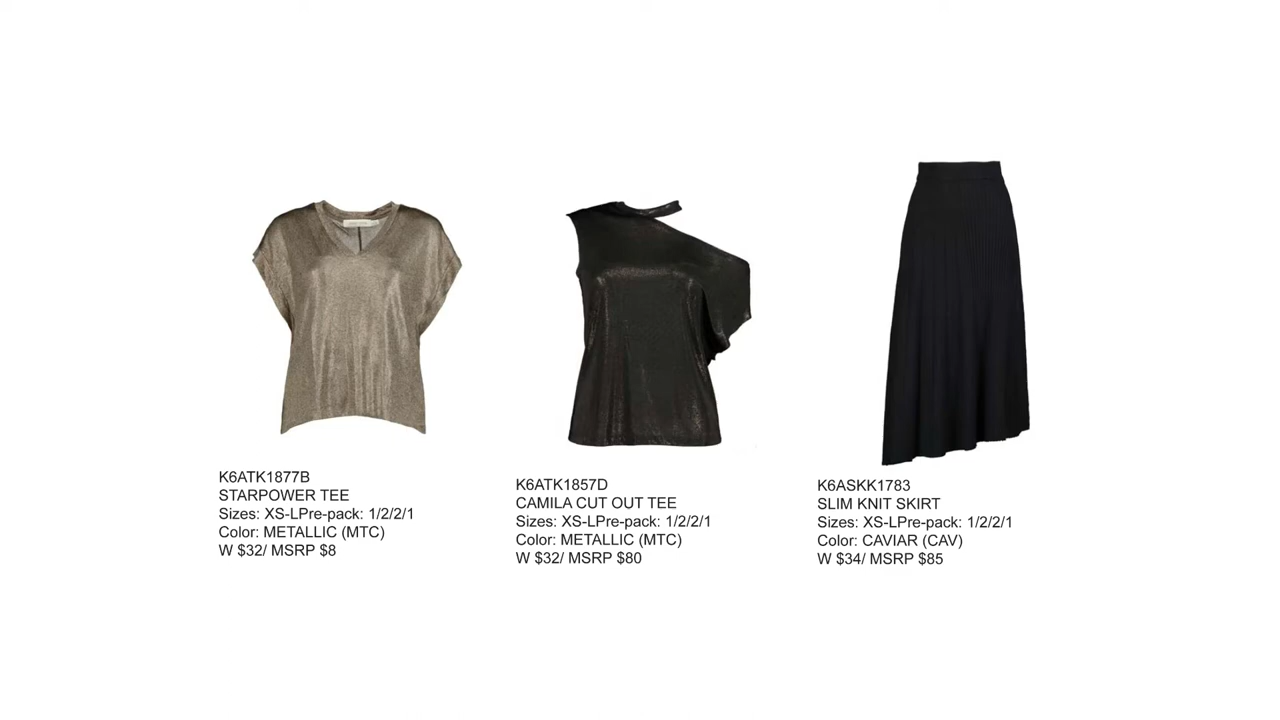 K6ATK1877B
STARPOWER TEE
Sizes: XS-LPre-pack: 1/2/2/1
Color: METALLIC (MTC)
W $32/ MSRP $8
K6ATK1857D
CAMILA CUT OUT TEE
Sizes: XS-LPre-pack: 1/2/2/1
Color: METALLIC (MTC)
W $32/ MSRP $80
K6ASKK1783
SLIM KNIT SKIRT
Sizes: XS-LPre-pack: 1/2/2/1
Color: CAVIAR (CAV)
W $34/ MSRP $85